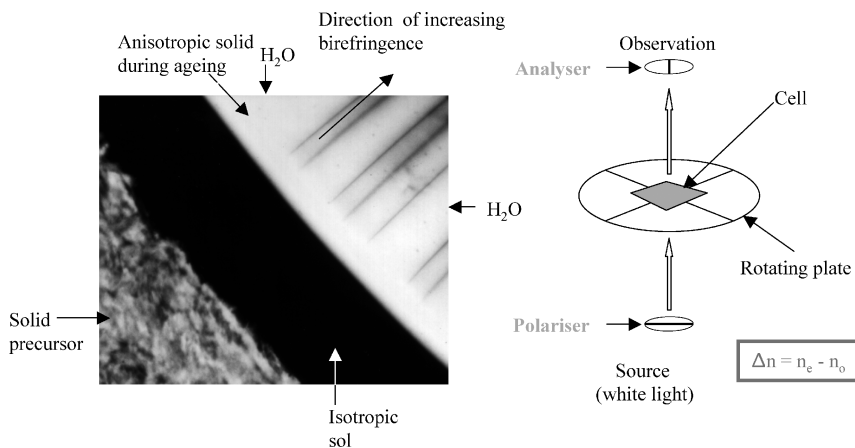 Anisotropic solid
during ageing
H₂O
Direction of increasing
birefringence
H₂O
Solid
precursor
Isotropic
sol
Observation
Analyser
Cell
Rotating plate
Polariser
Source
(white light)
Δn = nₑ - nₒ